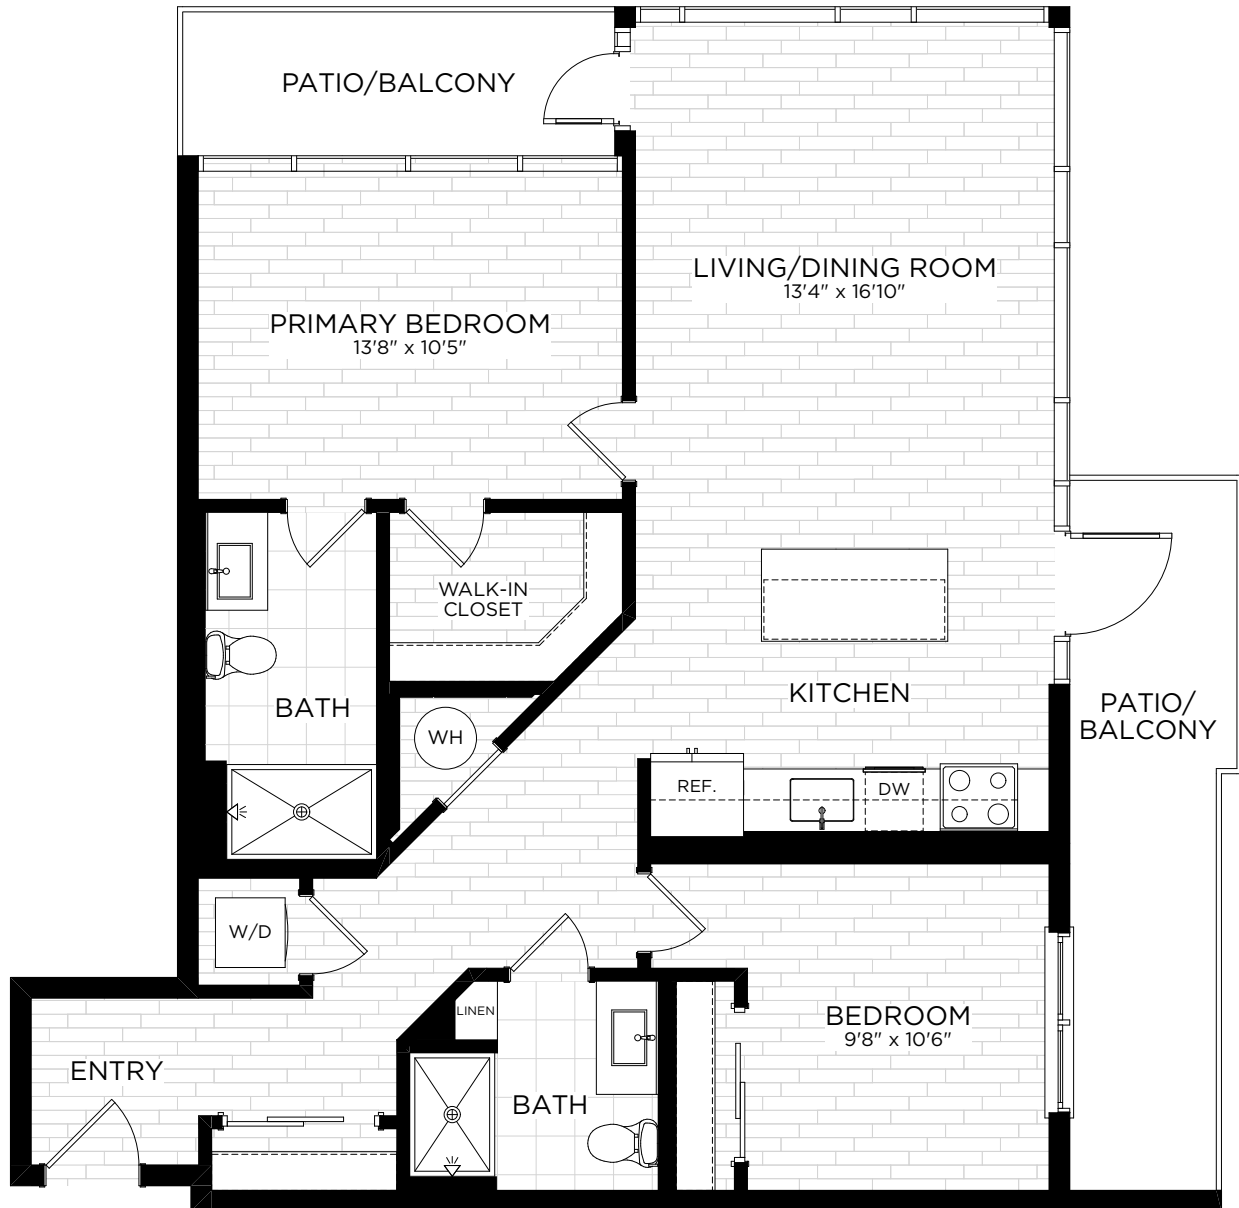 PATIO/BALCONY
LIVING/DINING ROOM
13'4" x 16'10"
PRIMARY BEDROOM
13'8" x 10'5"
WALK-IN
CLOSET
BATH
WH
KITCHEN
PATIO/
BALCONY
REF.
DW
W/D
LINEN
BEDROOM
9'8" x 10'6"
ENTRY
BATH